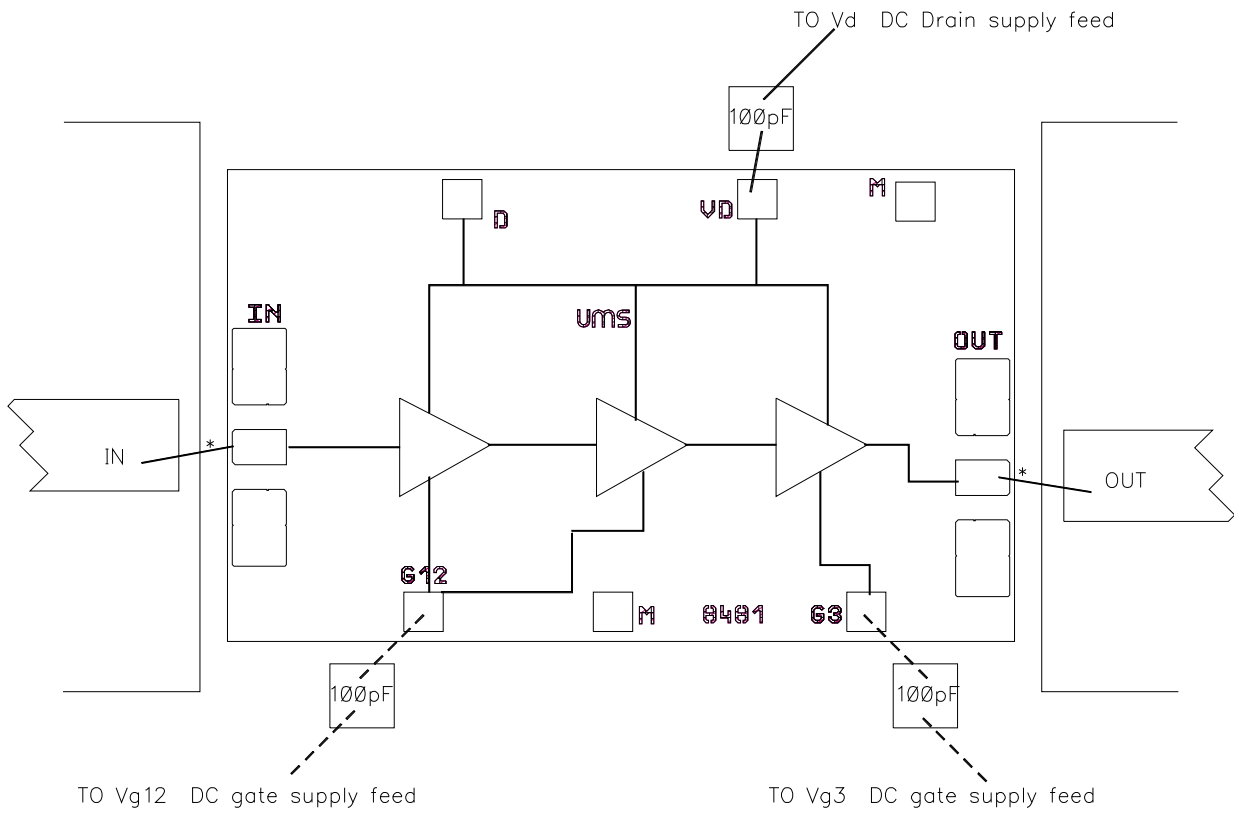 TO Vd DC Drain supply feed
100pF
M
D
VD
IN
UMS
OUT
*
IN
*
OUT
G12
M
8481
G3
100pF
100pF
TO Vg12 DC gate supply feed
TO Vg3 DC gate supply feed